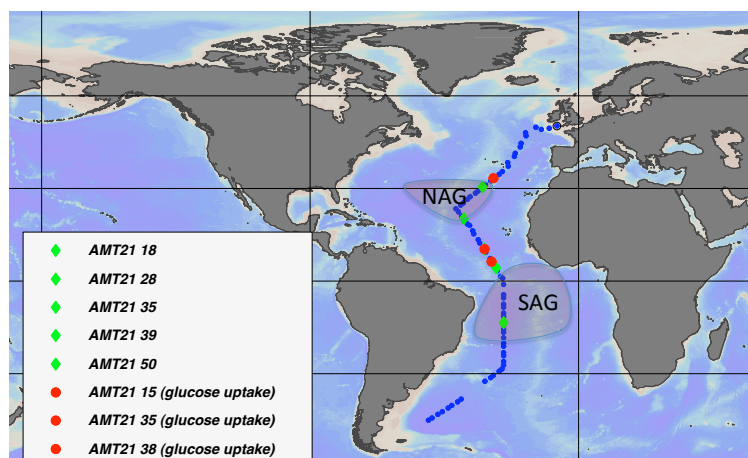 NAG
SAG
AMT21 18
AMT21 28
AMT21 35
AMT21 39
AMT21 50
AMT21 15 (glucose uptake)
AMT21 35 (glucose uptake)
AMT21 38 (glucose uptake)